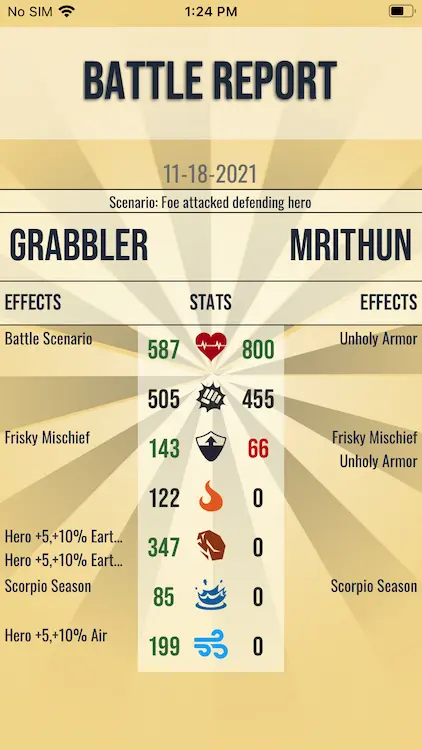 No SIM 1:24 PM
BATTLE REPORT
11-18-2021
Scenario: Foe attacked defending hero
GRABBLER MRITHUN
EFFECTS STATS EFFECTS
Battle Scenario 587 800 Unholy Armor
505 455
Frisky Mischief 143 66 Frisky Mischief
Unholy Armor
122 0
Hero +5,+10% Eart... 347 0
Hero +5,+10% Eart...
Scorpio Season 85 0 Scorpio Season
Hero +5,+10% Air 199 0